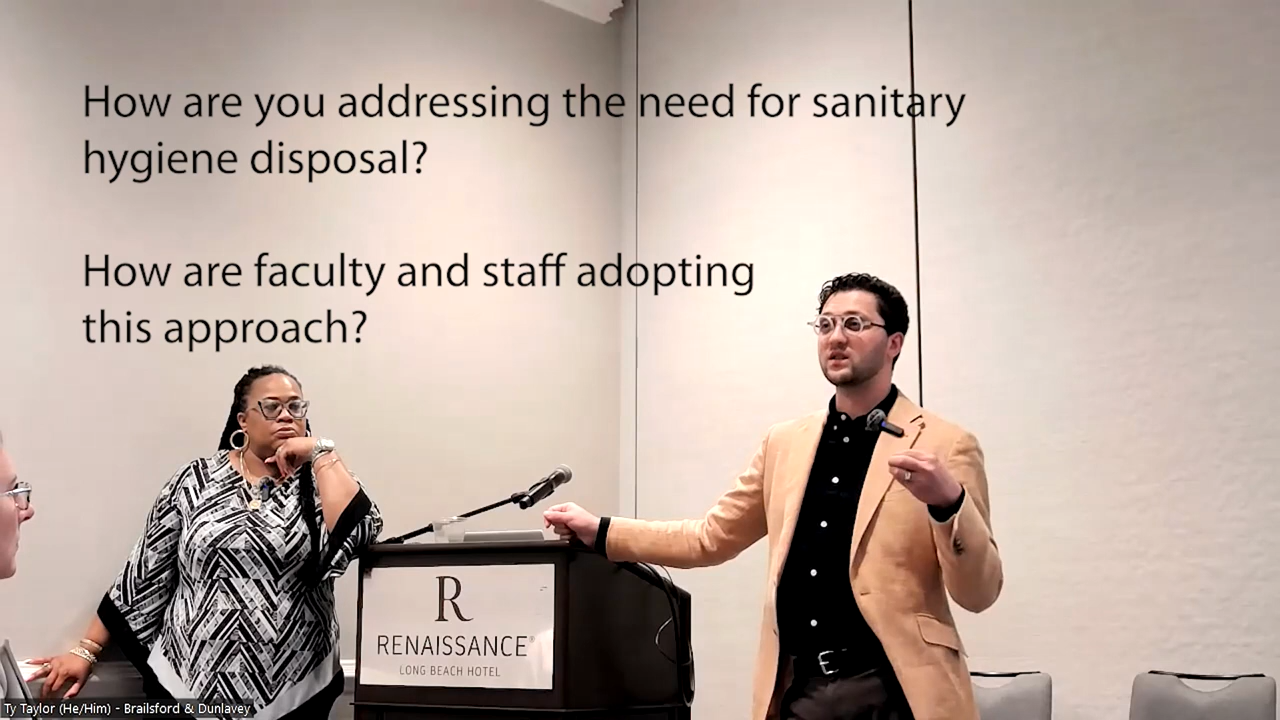 How are you addressing the need for sanitary
hygiene disposal?
How are faculty and staff adopting
this approach?
R
RENAISSANCE®
LONG BEACH HOTEL
Ty Taylor (He/Him) - Brailsford & Dunlavey